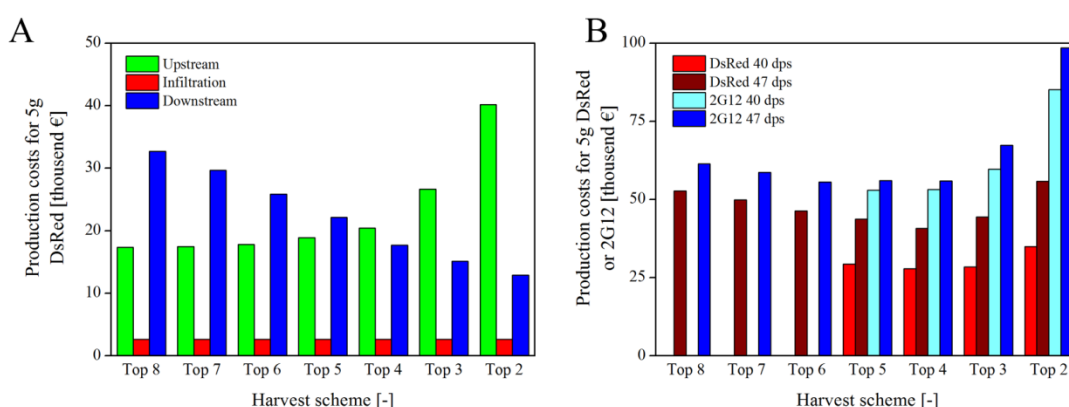 A
Production costs for 5g
DsRed [thousend €]
50
40
30
20
10
0
Upstream
Infiltration
Downstream
Top 8 Top 7 Top 6 Top 5 Top 4 Top 3 Top 2
Harvest scheme [-]
B
Production costs for 5g DsRed
or 2G12 [thousend €]
100
75
50
25
0
DsRed 40 dps
DsRed 47 dps
2G12 40 dps
2G12 47 dps
Top 8 Top 7 Top 6 Top 5 Top 4 Top 3 Top 2
Harvest scheme [-]